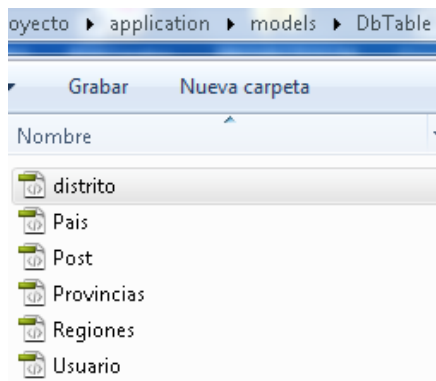 oyecto ▸ application ▸ models ▸ DbTable
Grabar Nueva carpeta
Nombre
distrito
Pais
Post
Provincias
Regiones
Usuario